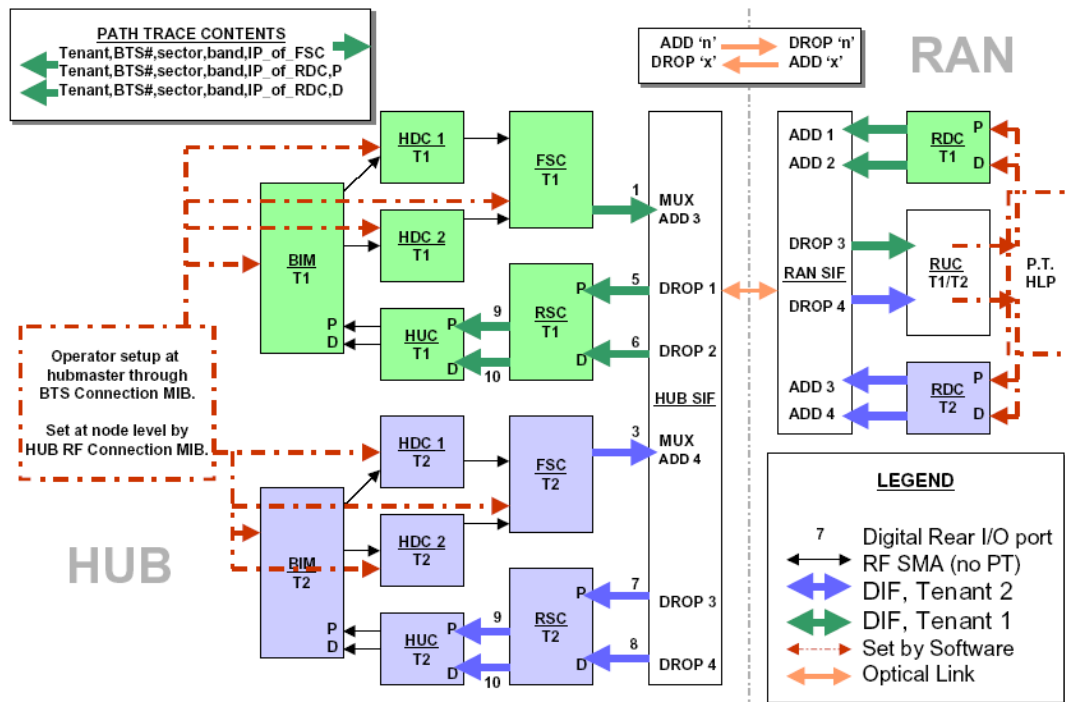 PATH TRACE CONTENTS
Tenant,BTS#,sector,band,IP_of_FSC
Tenant,BTS#,sector,band,IP_of_RDC,P
Tenant,BTS#,sector,band,IP_of_RDC,D
ADD ‘n’ DROP ‘n’
DROP ‘x’ ADD ‘x’
RAN
HDC 1
T1
FSC
T1
HDC 2
T1
BIM
T1
P
D
1
MUX
ADD 3
5
P
DROP 1
RSC
T1
9
P
HUC
T1
D
10
6
D
DROP 2
HUB SIF
ADD 1
ADD 2
RDC
T1
P
D
DROP 3
RAN SIF
DROP 4
RUC
T1/T2
P.T.
HLP
ADD 3
ADD 4
RDC
T2
P
D
Operator setup at
hubmaster through
BTS Connection MIB.
Set at node level by
HUB RF Connection MIB.
HUB
HDC 1
T2
FSC
T2
HDC 2
T2
BIM
T2
P
D
3
MUX
ADD 4
7
P
DROP 3
RSC
T2
9
P
HUC
T2
D
10
8
D
DROP 4
LEGEND
7 Digital Rear I/O port
RF SMA (no PT)
DIF, Tenant 2
DIF, Tenant 1
Set by Software
Optical Link